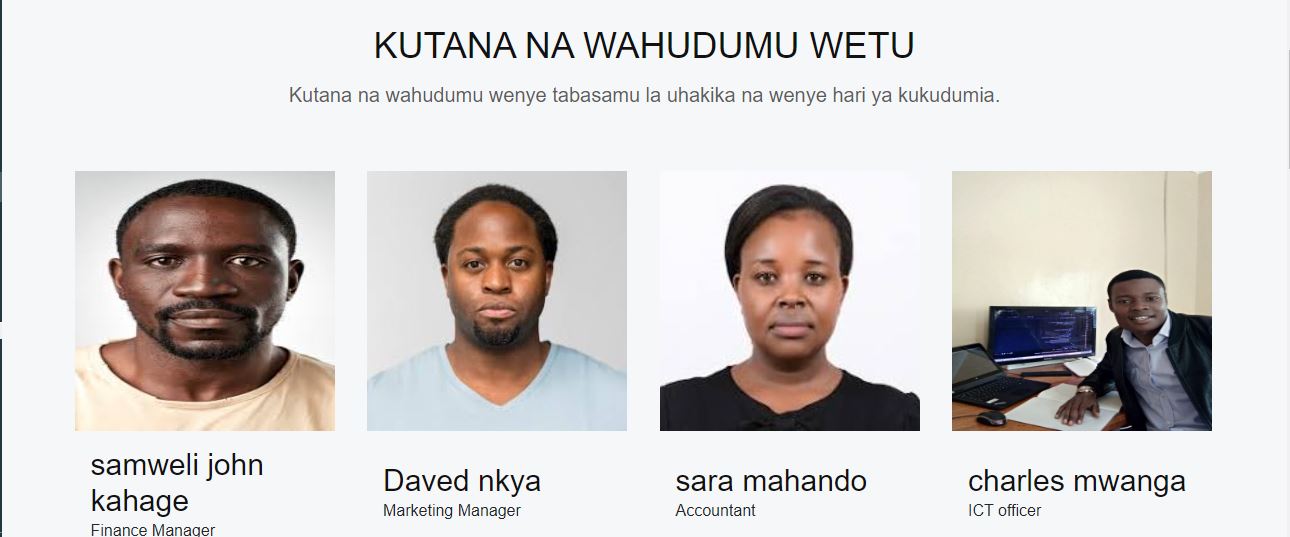 KUTANA NA WAHUDUMU WETU
Kutana na wahudumu wenye tabasamu la uhakika na wenye hari ya kukudumia.
samweli john
kahage
Finance Manager
Daved nkya
Marketing Manager
sara mahando
Accountant
charles mwanga
ICT officer